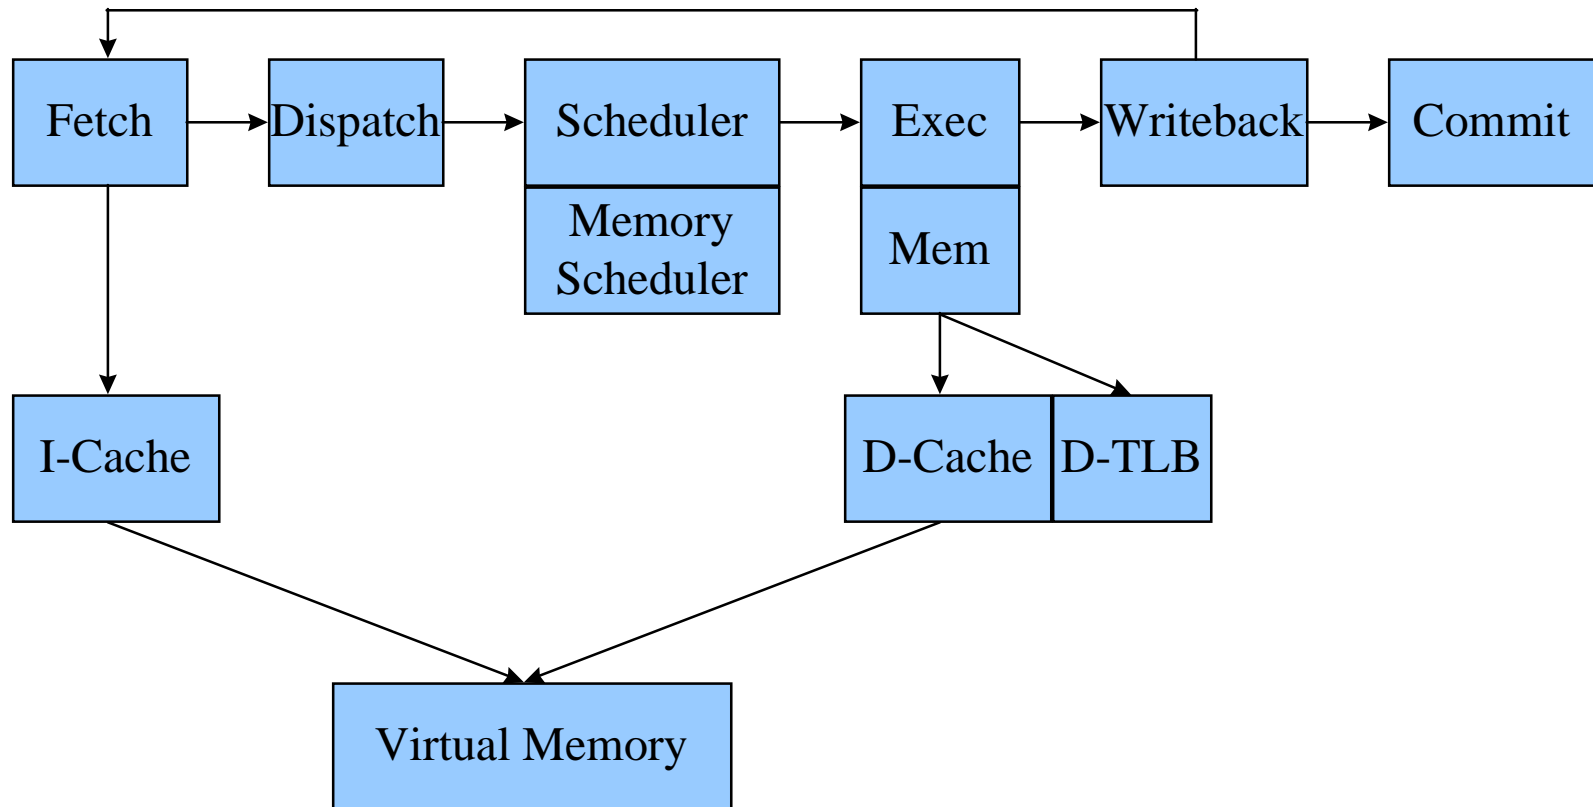 Fetch
Dispatch
Scheduler
Exec
Writeback
Commit
Memory
Scheduler
Mem
I-Cache
D-Cache
D-TLB
Virtual Memory